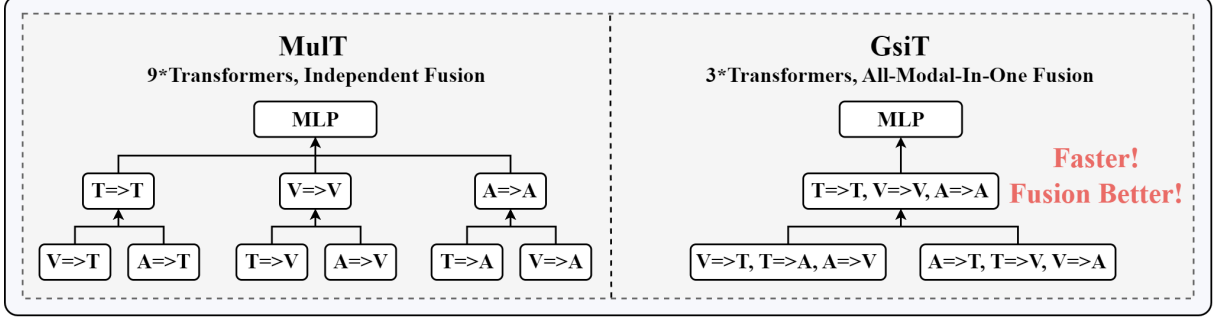 MulT
9*Transformers, Independent Fusion
MLP
T=>T
V=>V
A=>A
V=>T
A=>T
T=>V
A=>V
T=>A
V=>A
GsiT
3*Transformers, All-Modal-In-One Fusion
MLP
Faster!
Fusion Better!
T=>T, V=>V, A=>A
V=>T, T=>A, A=>V
A=>T, T=>V, V=>A